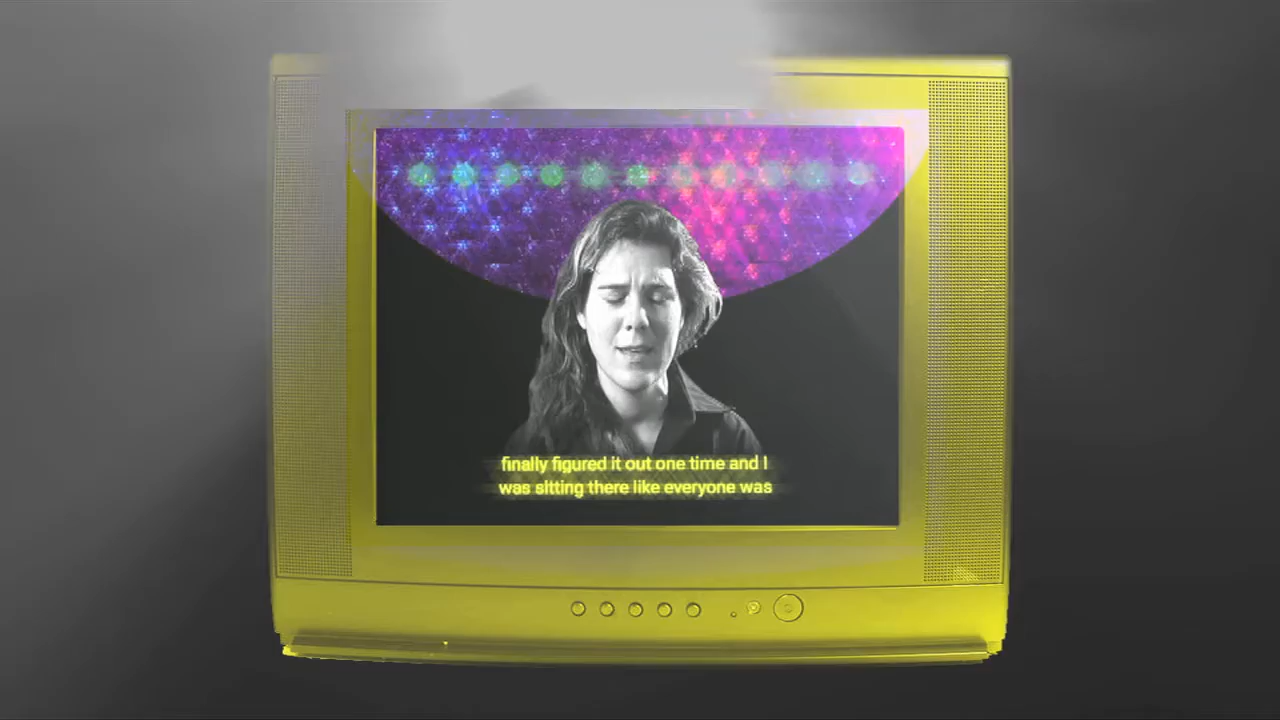 finally figured it out one time and I
was sitting there like everyone was